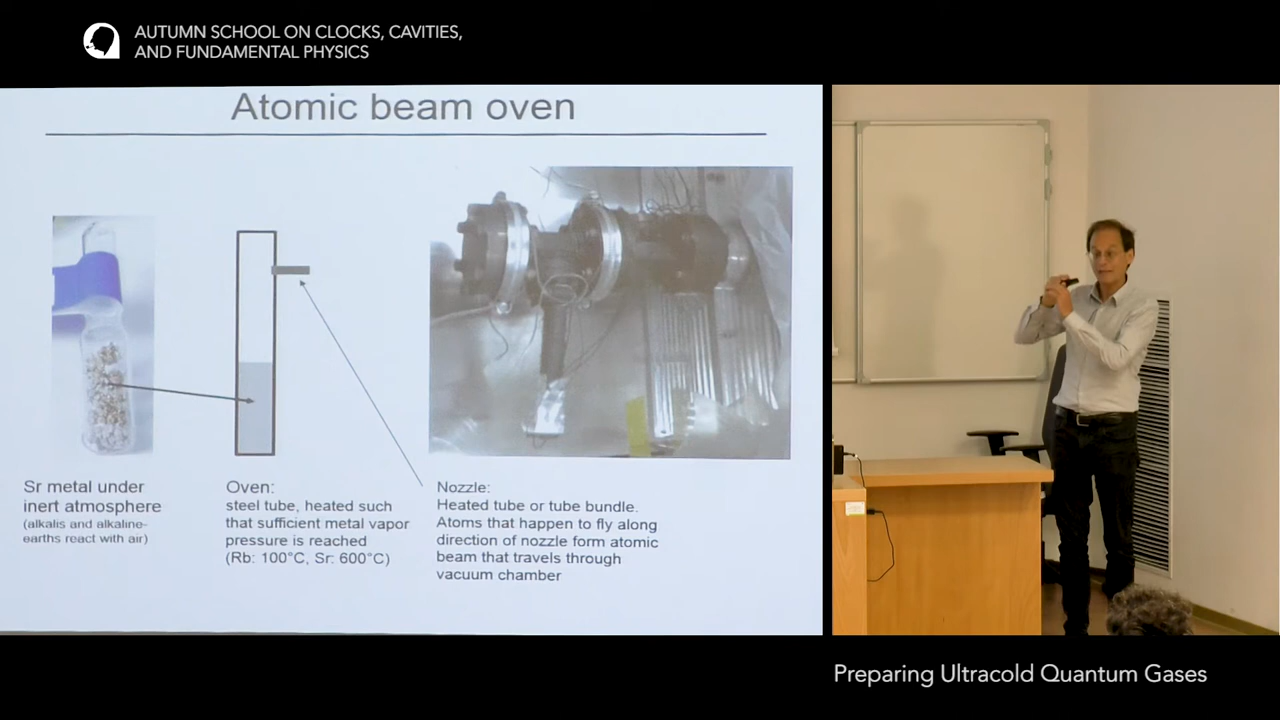 AUTUMN SCHOOL ON CLOCKS, CAVITIES,
AND FUNDAMENTAL PHYSICS
Atomic beam oven
Sr metal under
inert atmosphere
(alkalis and alkaline-
earths react with air)
Oven:
steel tube, heated such
that sufficient metal vapor
pressure is reached
(Rb: 100°C, Sr: 600°C)
Nozzle:
Heated tube or tube bundle.
Atoms that happen to fly along
direction of nozzle form atomic
beam that travels through
vacuum chamber
Preparing Ultracold Quantum Gases